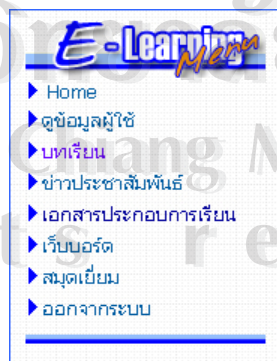 E - Learning
Menu
Home
ดูข้อมูลผู้ใช้
บทเรียน
ข่าวประชาสัมพันธ์
เอกสารประกอบการเรียน
เว็บบอร์ด
สมุดเยี่ยม
ออกจากระบบ